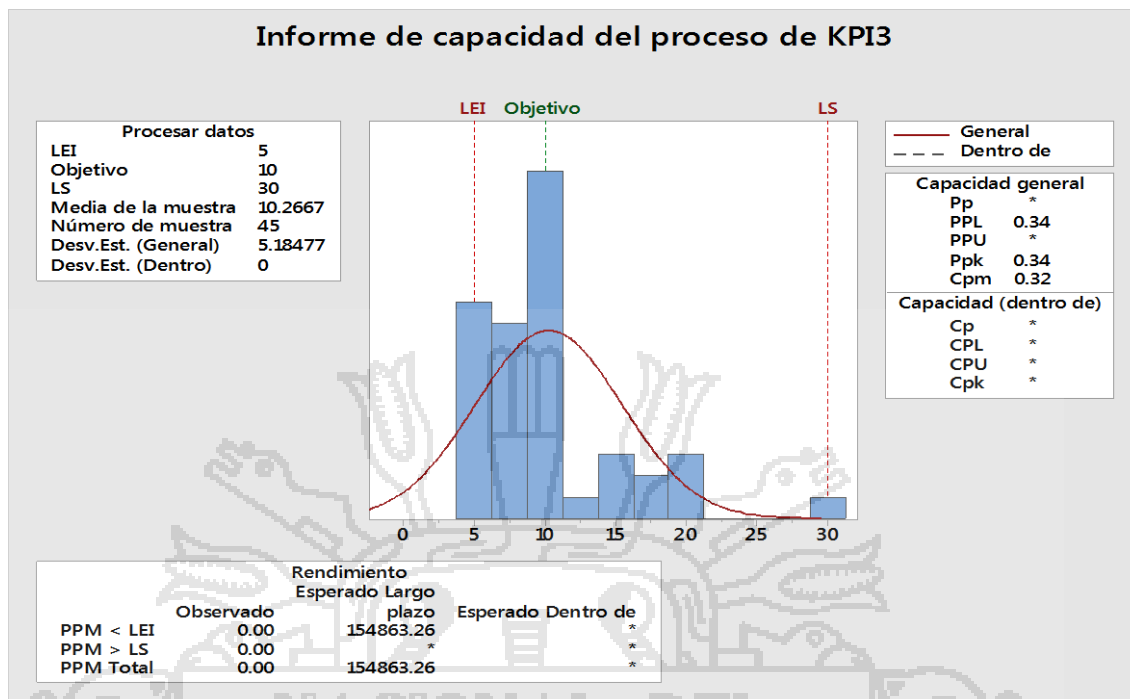 Informe de capacidad del proceso de KPI3
LEI Objetivo LS
Procesar datos
LEI 5
Objetivo 10
LS 30
Media de la muestra 10.2667
Número de muestra 45
Desv.Est. (General) 5.18477
Desv.Est. (Dentro) 0
General
Dentro de
Capacidad general
Pp *
PPL 0.34
PPU *
Ppk 0.34
Cpm 0.32
Capacidad (dentro de)
Cp *
CPL *
CPU *
Cpk *
0 5 10 15 20 25 30
Rendimiento
Esperado Largo
Observado plazo Esperado Dentro de
PPM < LEI 0.00 154863.26 *
PPM > LS 0.00 * *
PPM Total 0.00 154863.26 *